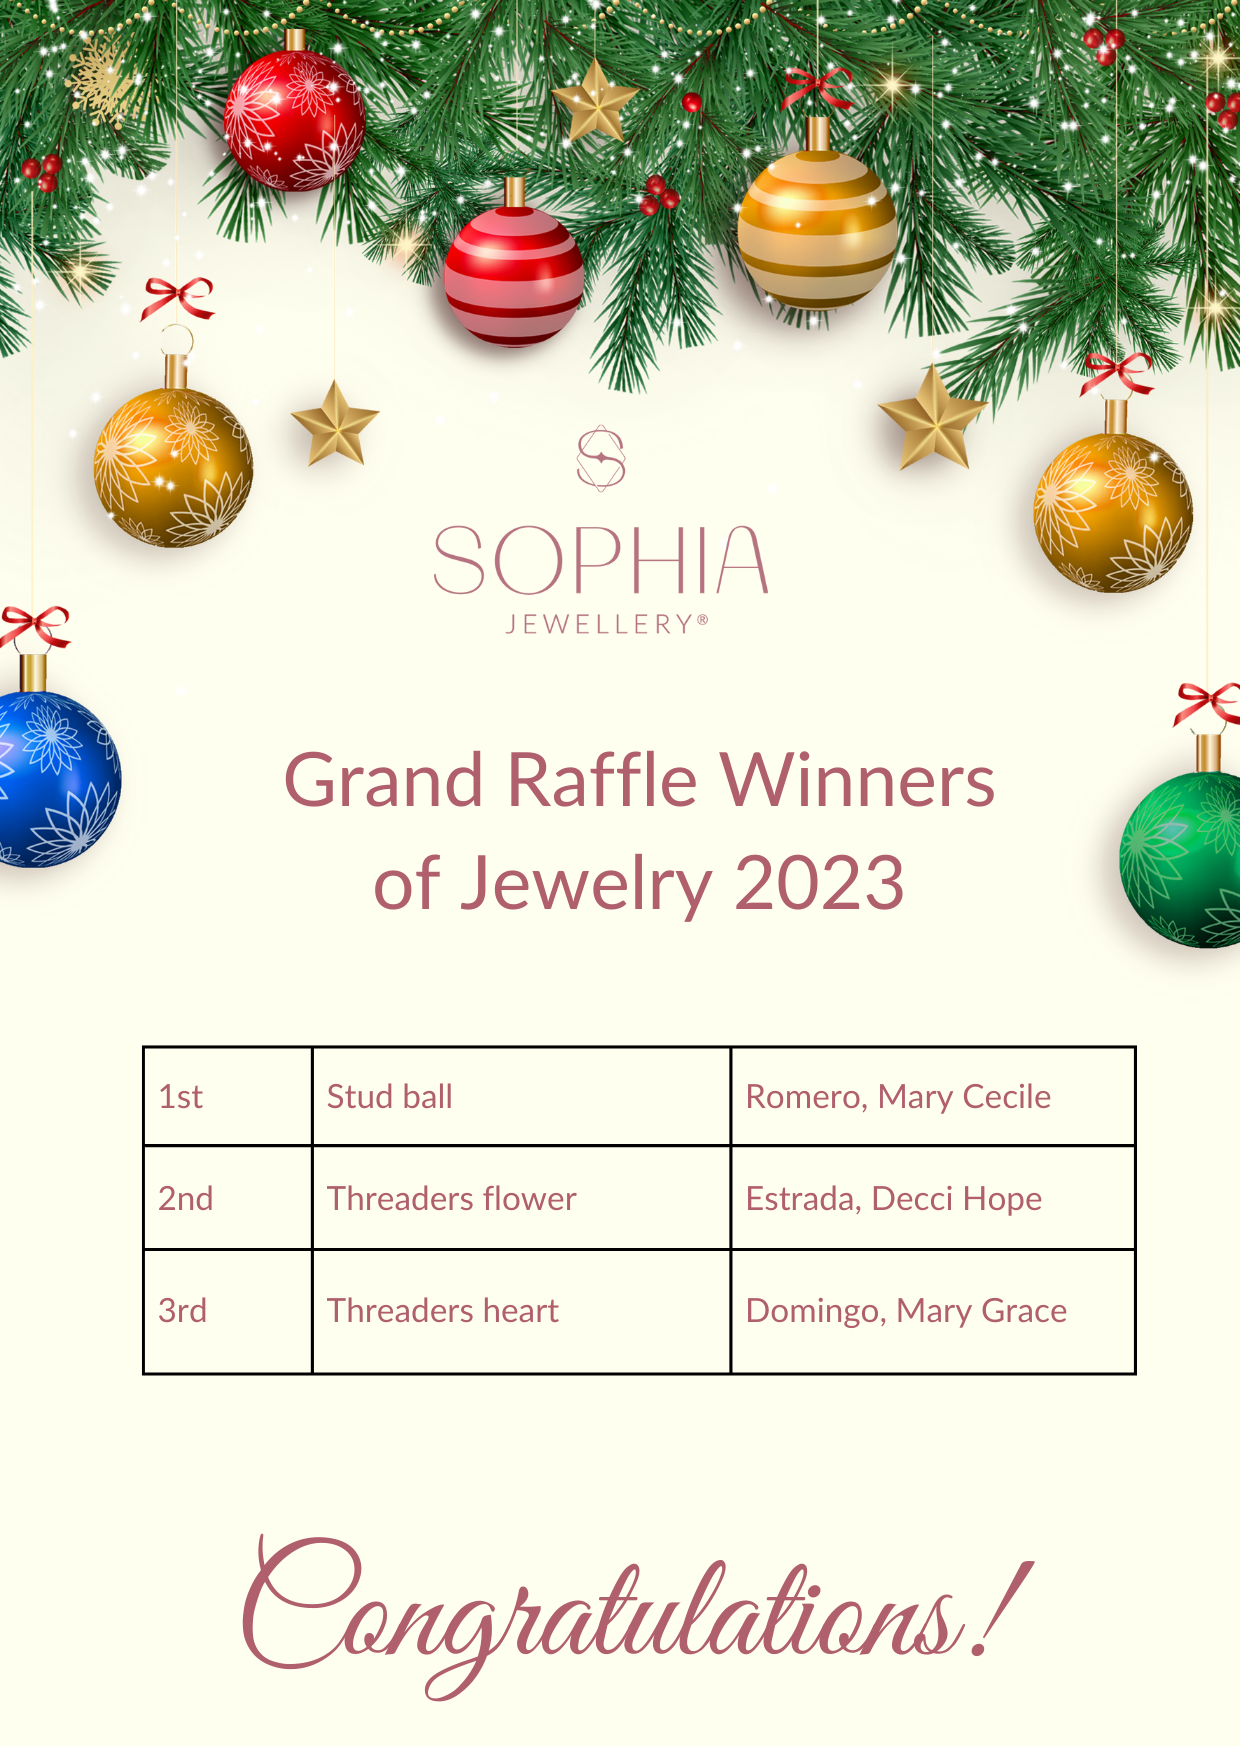 SOPHIA
JEWELLERY®
Grand Raffle Winners
of Jewelry 2023
1st Stud ball Romero, Mary Cecile
2nd Threaders flower Estrada, Decci Hope
3rd Threaders heart Domingo, Mary Grace
Congratulations!